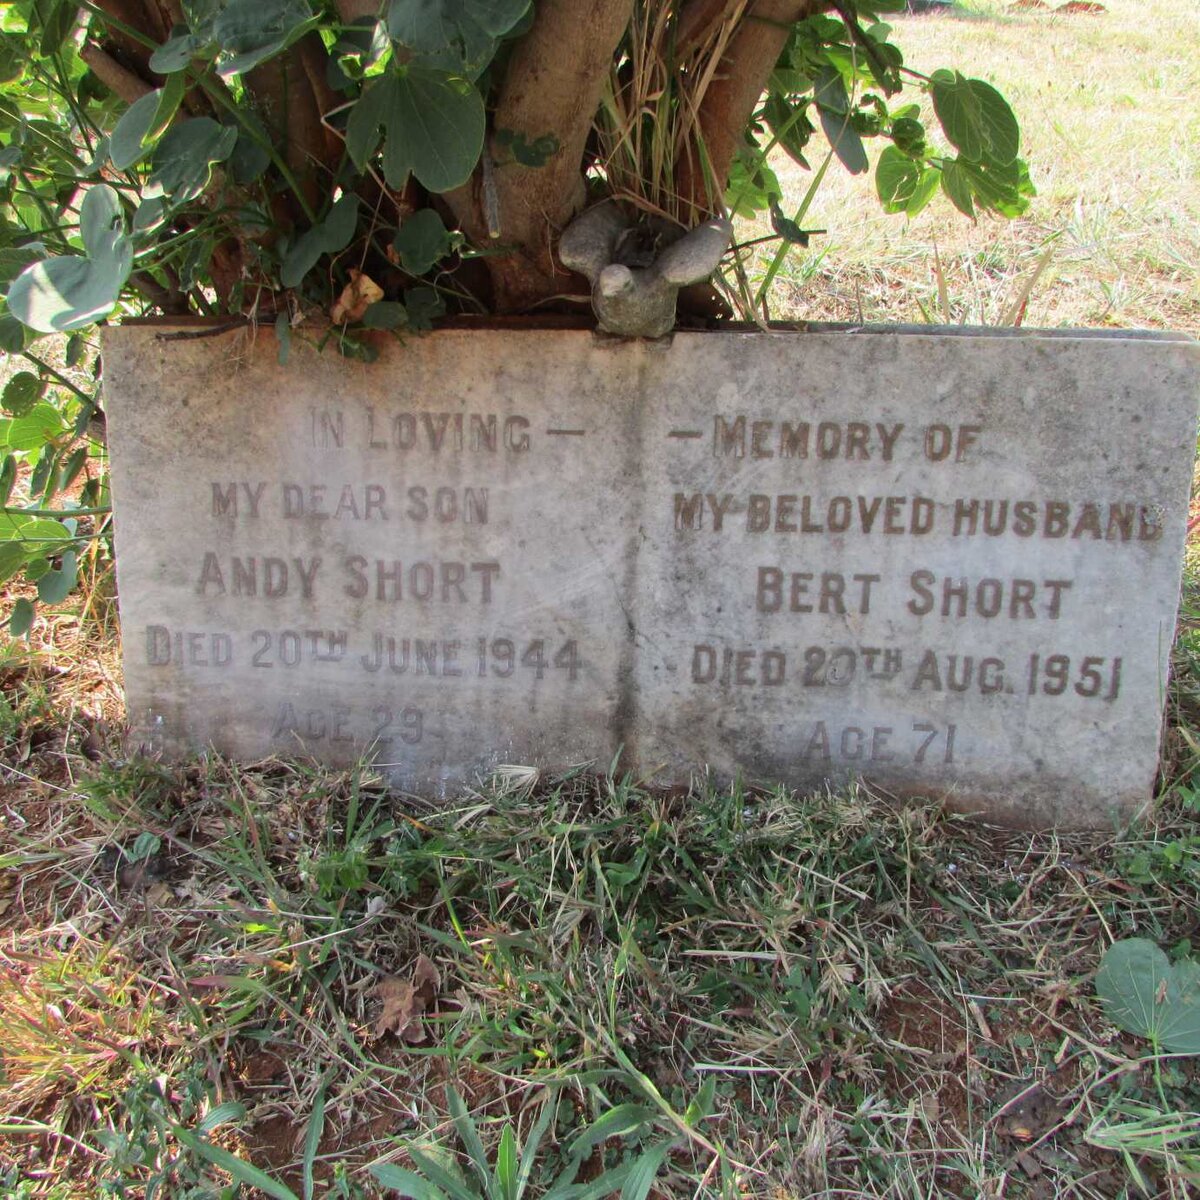 IN LOVING — — MEMORY OF
MY DEAR SON
ANDY SHORT
DIED 20TH JUNE 1944
AGE 29
MY BELOVED HUSBAND
BERT SHORT
DIED 20TH AUG. 1951
AGE 71